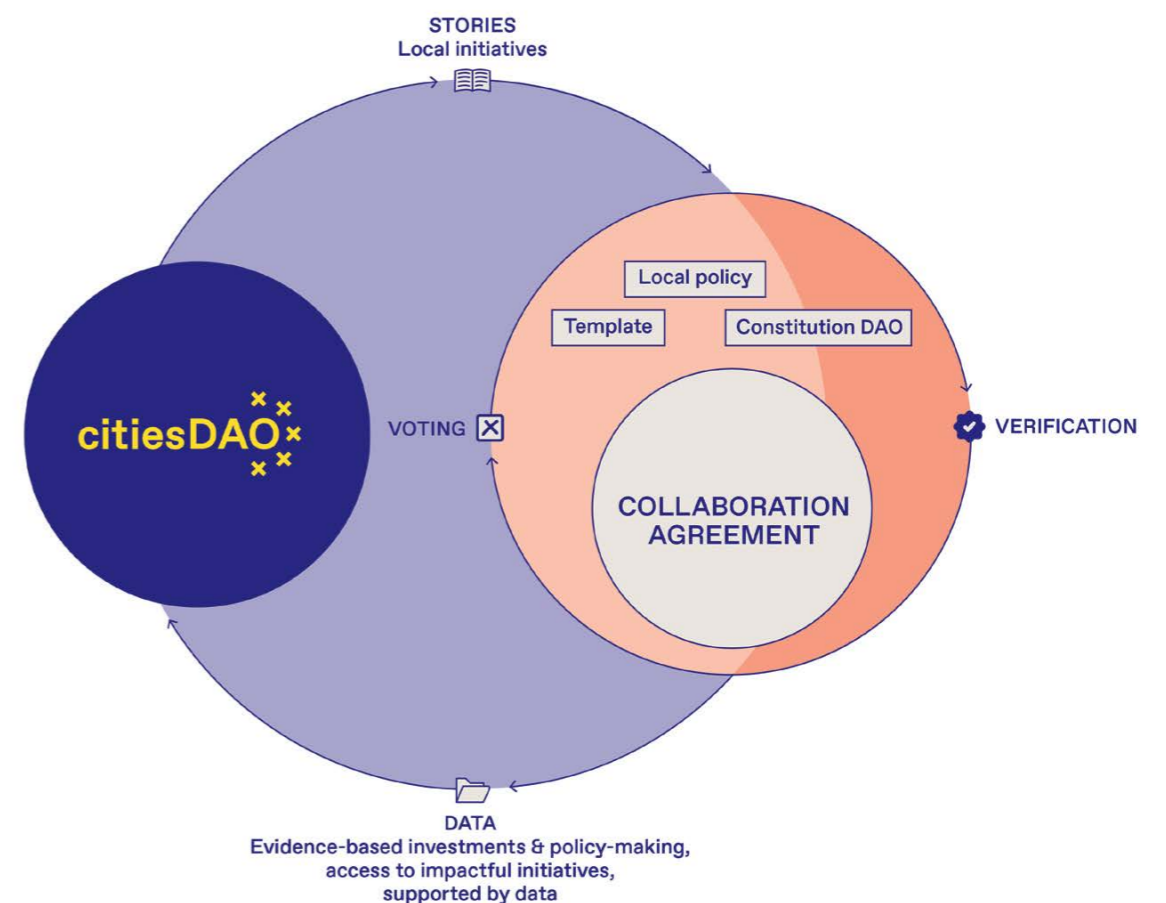 STORIES
Local initiatives
Local policy
Template
Constitution DAO
citiesDAO
VOTING
VERIFICATION
COLLABORATION
AGREEMENT
DATA
Evidence-based investments & policy-making,
access to impactful initiatives,
supported by data